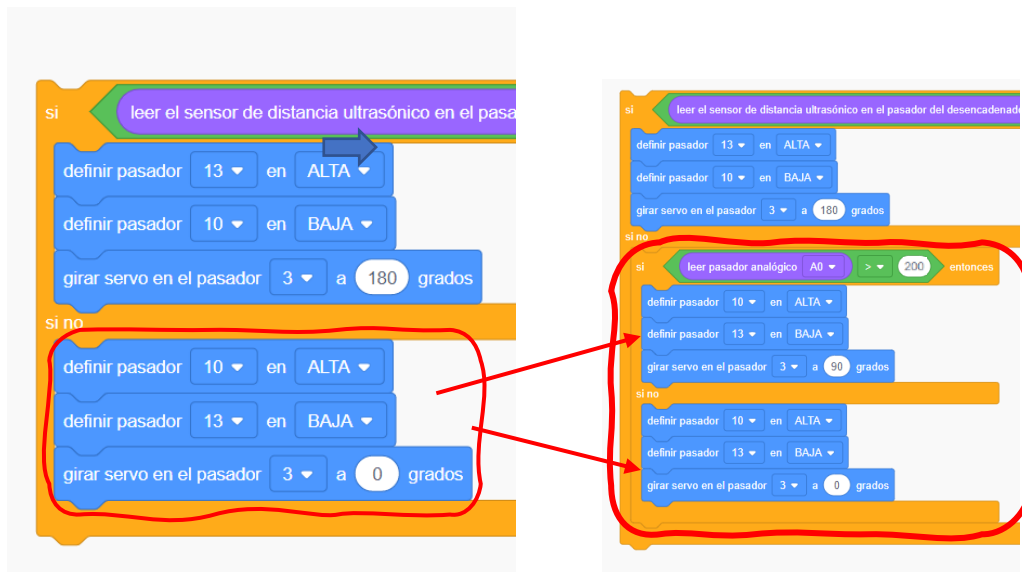 si leer el sensor de distancia ultrasónico en el pasa
definir pasador 13 en ALTA
definir pasador 10 en BAJA
girar servo en el pasador 3 a 180 grados
si no
definir pasador 10 en ALTA
definir pasador 13 en BAJA
girar servo en el pasador 3 a 0 grados
si leer el sensor de distancia ultrasónico en el pasador del desencadenade
definir pasador 13 en ALTA
definir pasador 10 en BAJA
girar servo en el pasador 3 a 180 grados
si no
si leer pasador analógico A0 > 200 entonces
definir pasador 10 en ALTA
definir pasador 13 en BAJA
girar servo en el pasador 3 a 90 grados
si no
definir pasador 10 en ALTA
definir pasador 13 en BAJA
girar servo en el pasador 3 a 0 grados